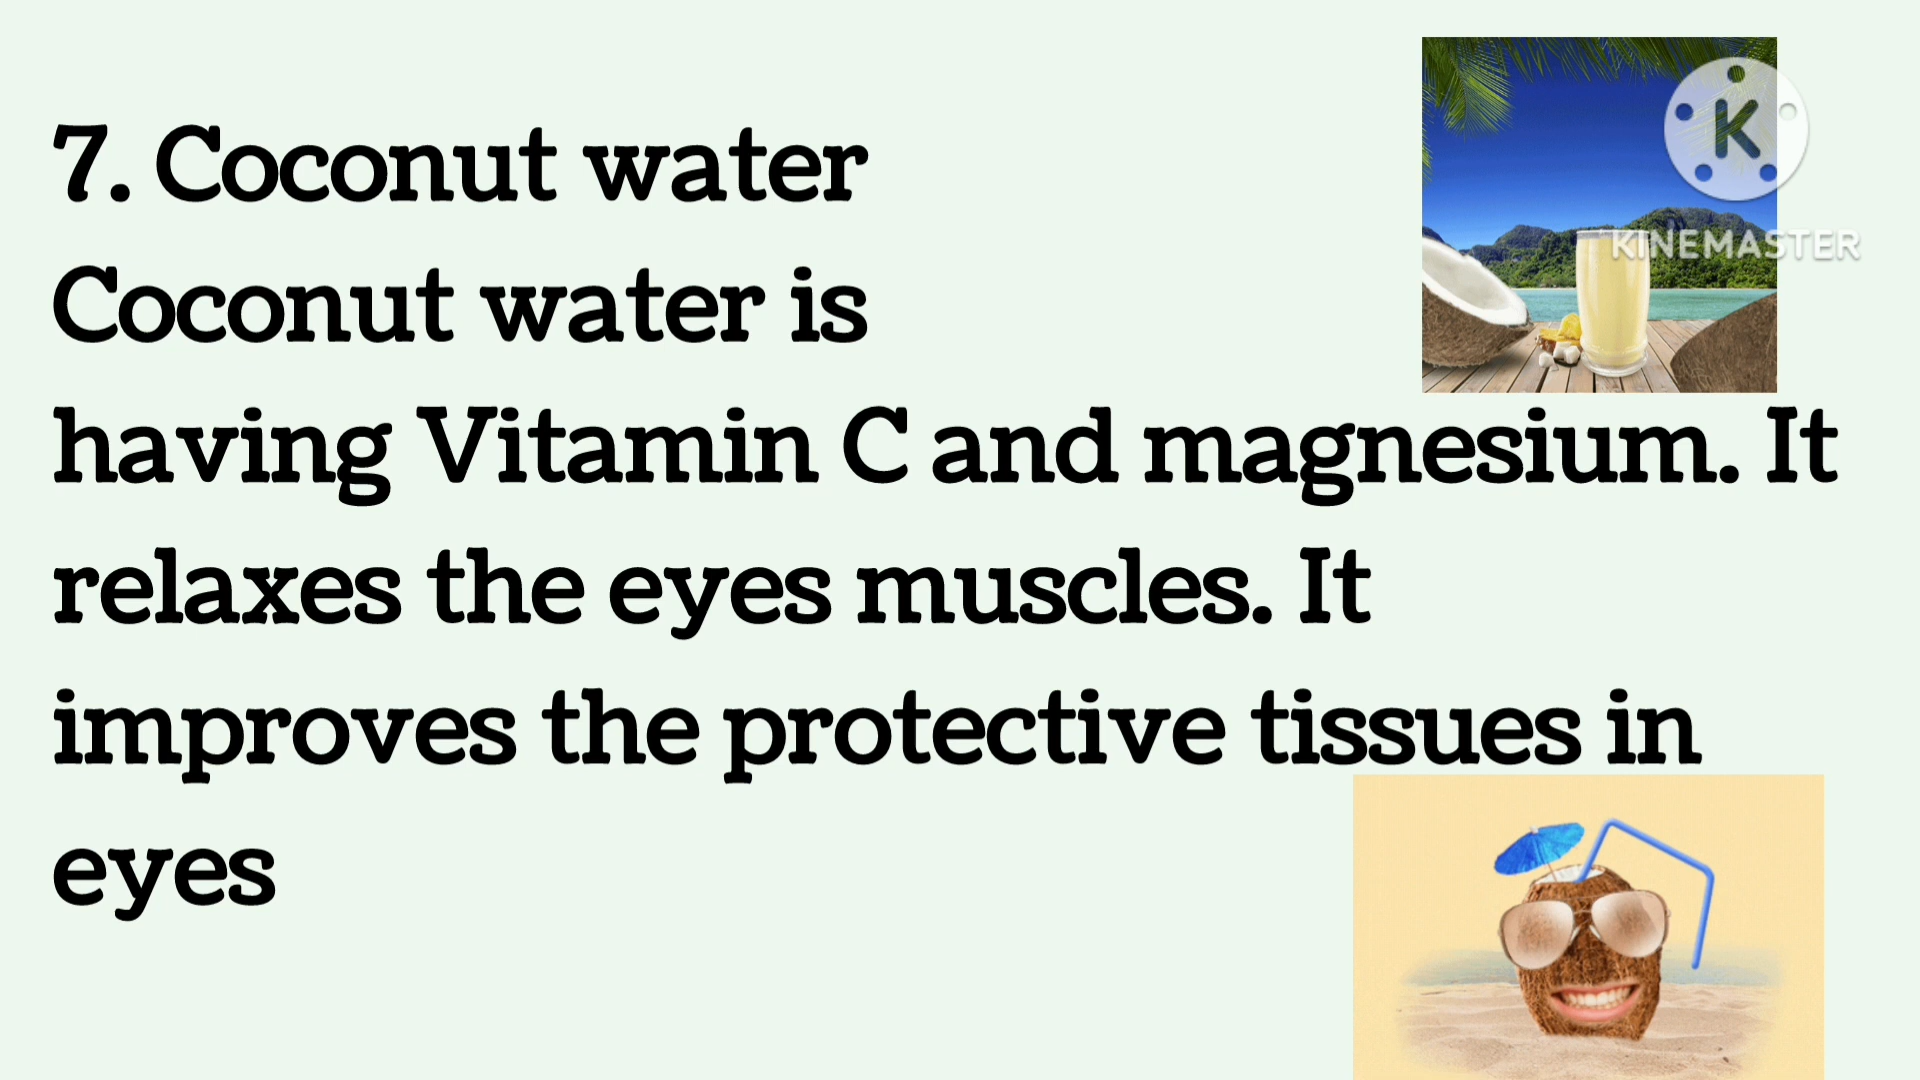 7. Coconut water
Coconut water is
having Vitamin C and magnesium. It
relaxes the eyes muscles. It
improves the protective tissues in
eyes
K
KINEMASTER